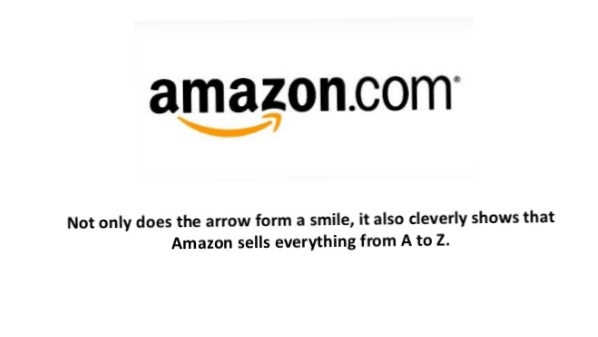 amazon.com®
Not only does the arrow form a smile, it also cleverly shows that
Amazon sells everything from A to Z.